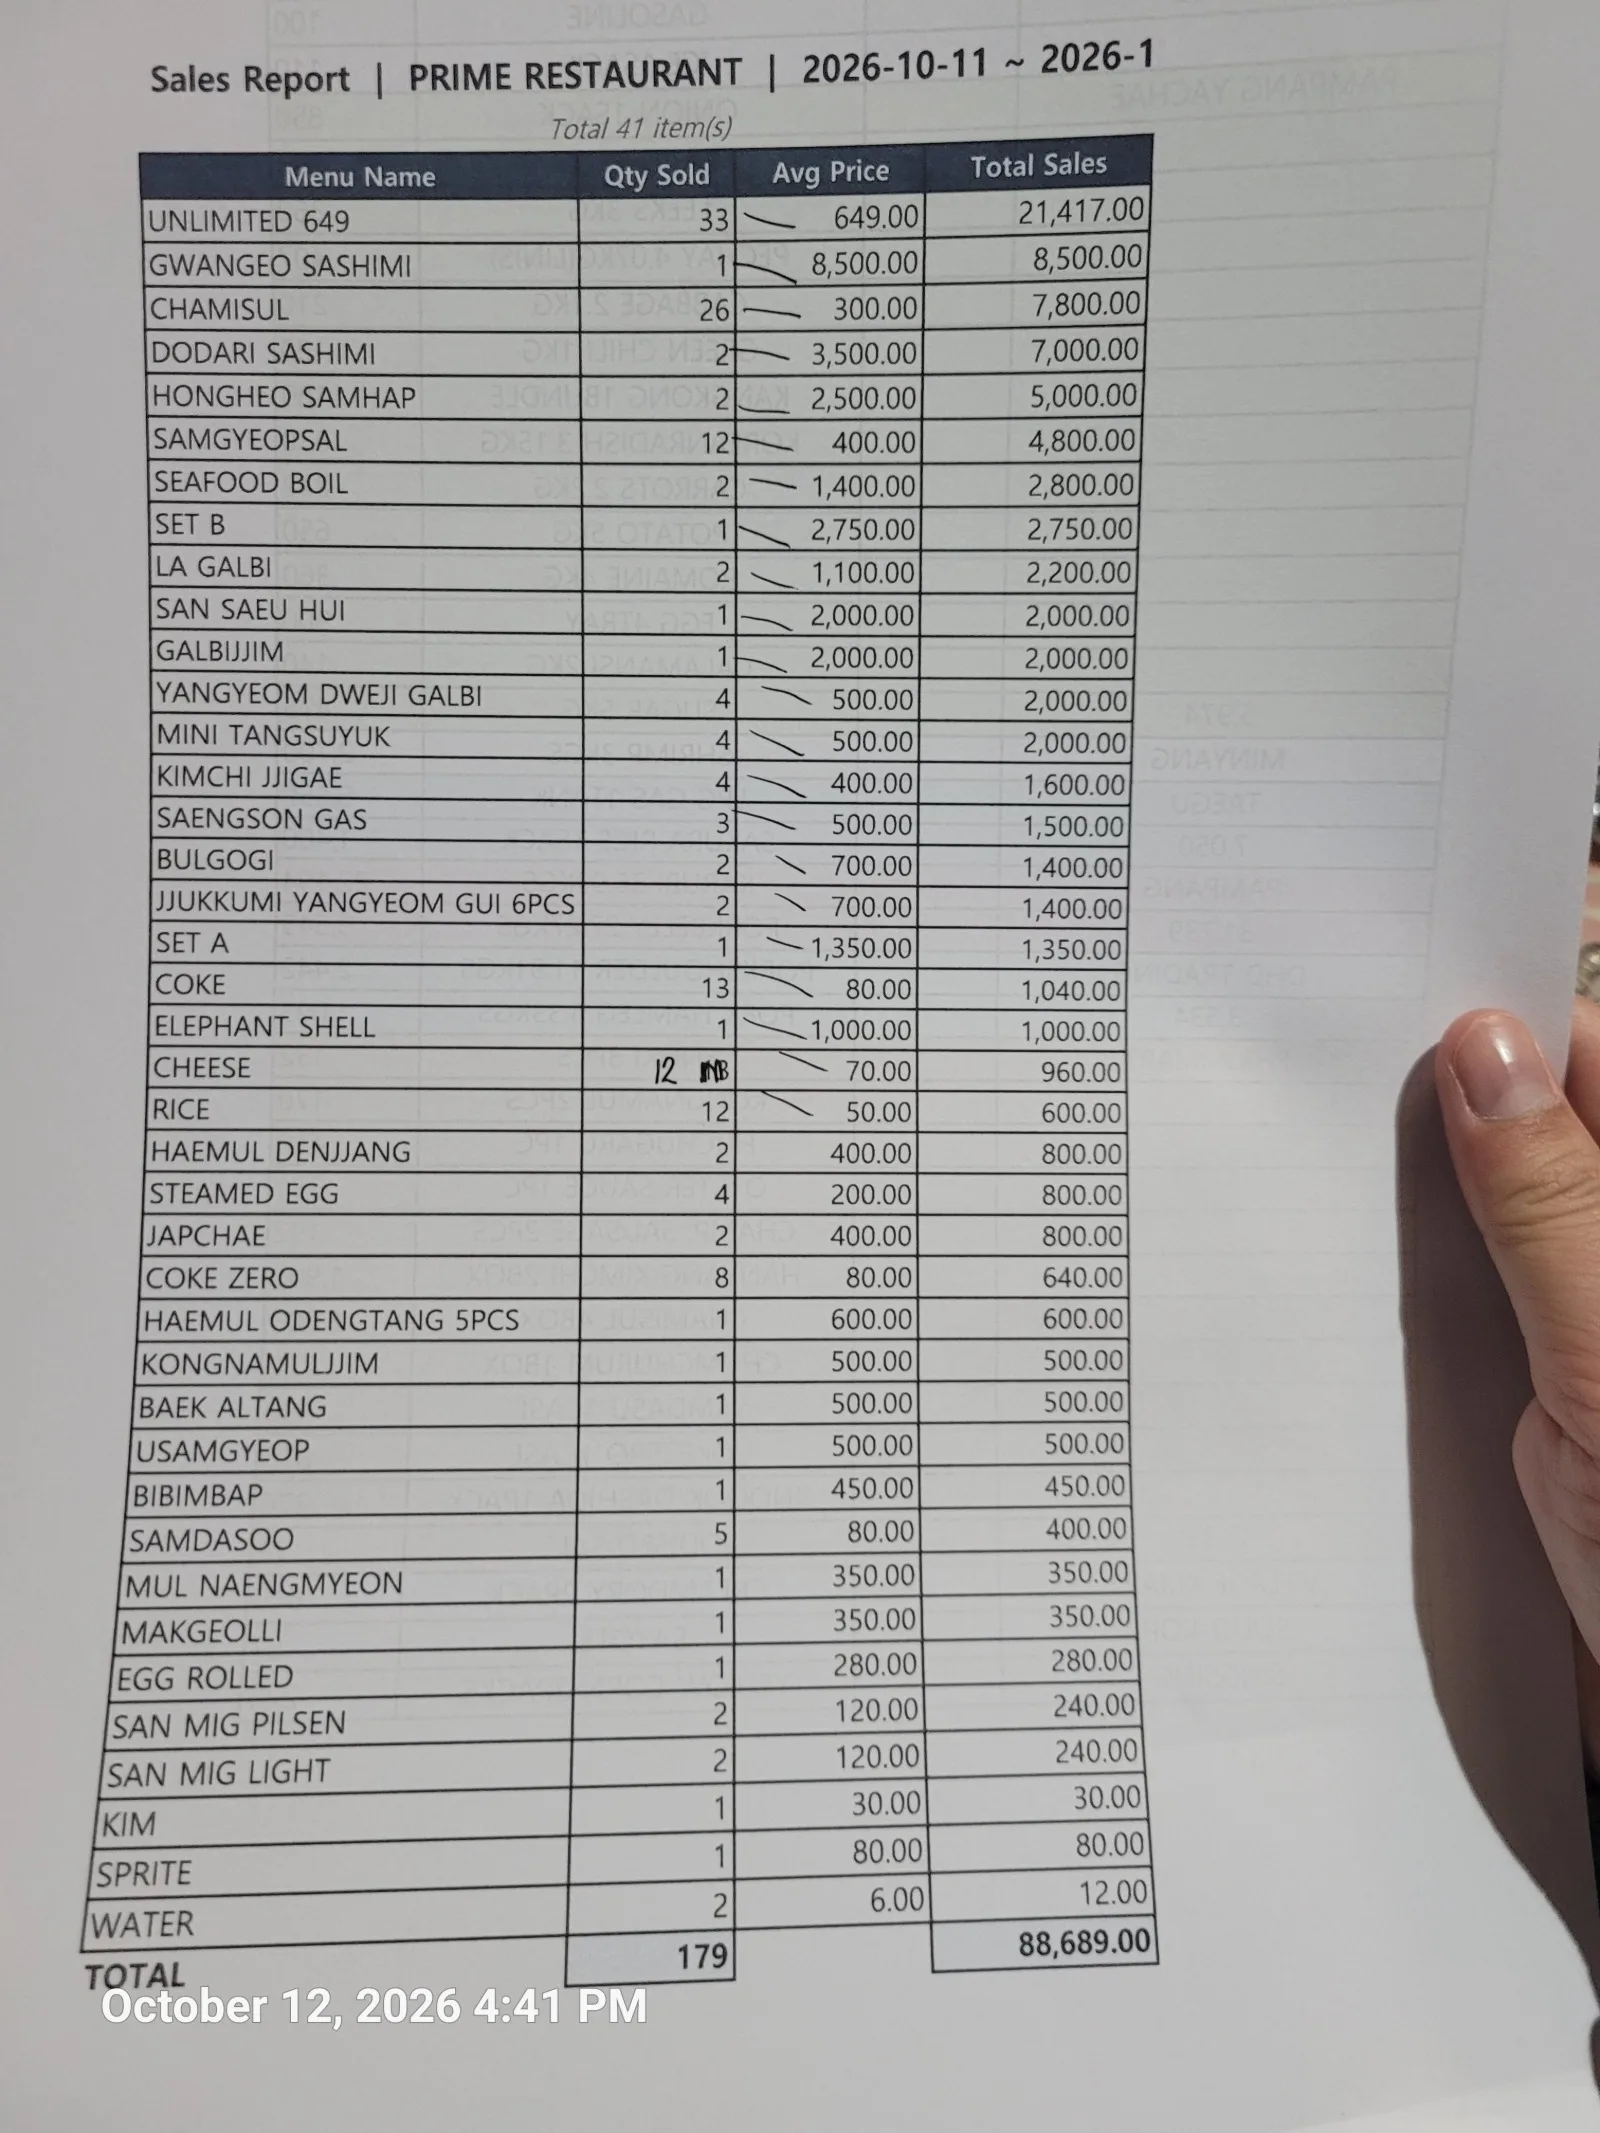 Sales Report | PRIME RESTAURANT | 2026-10-11 ~ 2026-1
Total 41 item(s)
Menu Name Qty Sold Avg Price Total Sales
UNLIMITED 649 33 649.00 21,417.00
GWANGEO SASHIMI 1 8,500.00 8,500.00
CHAMISUL 26 300.00 7,800.00
DODARI SASHIMI 2 3,500.00 7,000.00
HONGHEO SAMHAP 2 2,500.00 5,000.00
SAMGYEOPSAL 12 400.00 4,800.00
SEAFOOD BOIL 2 1,400.00 2,800.00
SET B 1 2,750.00 2,750.00
LA GALBI 2 1,100.00 2,200.00
SAN SAEU HUI 1 2,000.00 2,000.00
GALBIJJIM 1 2,000.00 2,000.00
YANGYEOM DWEJI GALBI 4 500.00 2,000.00
MINI TANGSUYUK 4 500.00 2,000.00
KIMCHI JJIGAE 4 400.00 1,600.00
SAENGSON GAS 3 500.00 1,500.00
BULGOGI 2 700.00 1,400.00
JJUKKUMI YANGYEOM GUI 6PCS 2 700.00 1,400.00
SET A 1 1,350.00 1,350.00
COKE 13 80.00 1,040.00
ELEPHANT SHELL 1 1,000.00 1,000.00
CHEESE 12 70.00 960.00
RICE 12 50.00 600.00
HAEMUL DENJJANG 2 400.00 800.00
STEAMED EGG 4 200.00 800.00
JAPCHAE 2 400.00 800.00
COKE ZERO 8 80.00 640.00
HAEMUL ODENGTANG 5PCS 1 600.00 600.00
KONGNAMULJJIM 1 500.00 500.00
BAEK ALTANG 1 500.00 500.00
USAMGYEOP 1 500.00 500.00
BIBIMBAP 1 450.00 450.00
SAMDASOO 5 80.00 400.00
MUL NAENGMYEON 1 350.00 350.00
MAKGEOLLI 1 350.00 350.00
EGG ROLLED 1 280.00 280.00
SAN MIG PILSEN 2 120.00 240.00
SAN MIG LIGHT 2 120.00 240.00
KIM 1 30.00 30.00
SPRITE 1 80.00 80.00
WATER 2 6.00 12.00
TOTAL 179 88,689.00
October 12, 2026 4:41 PM